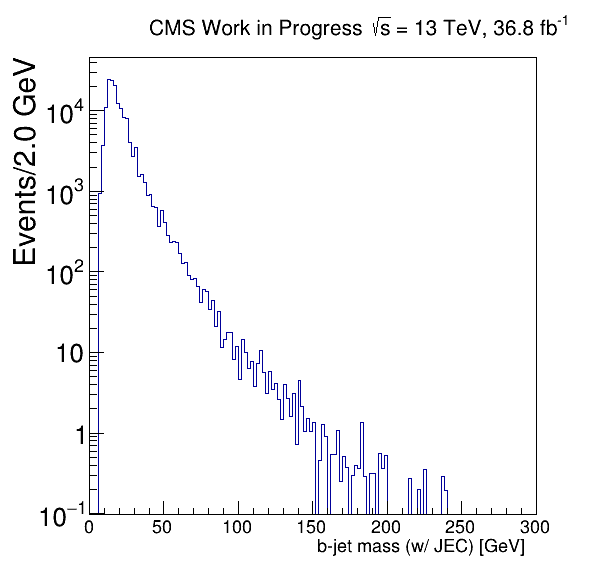 CMS Work in Progress √s = 13 TeV, 36.8 fb⁻¹
Events/2.0 GeV
10⁴
10³
10²
10
1
10⁻¹
0 50 100 150 200 250 300
b-jet mass (w/ JEC) [GeV]